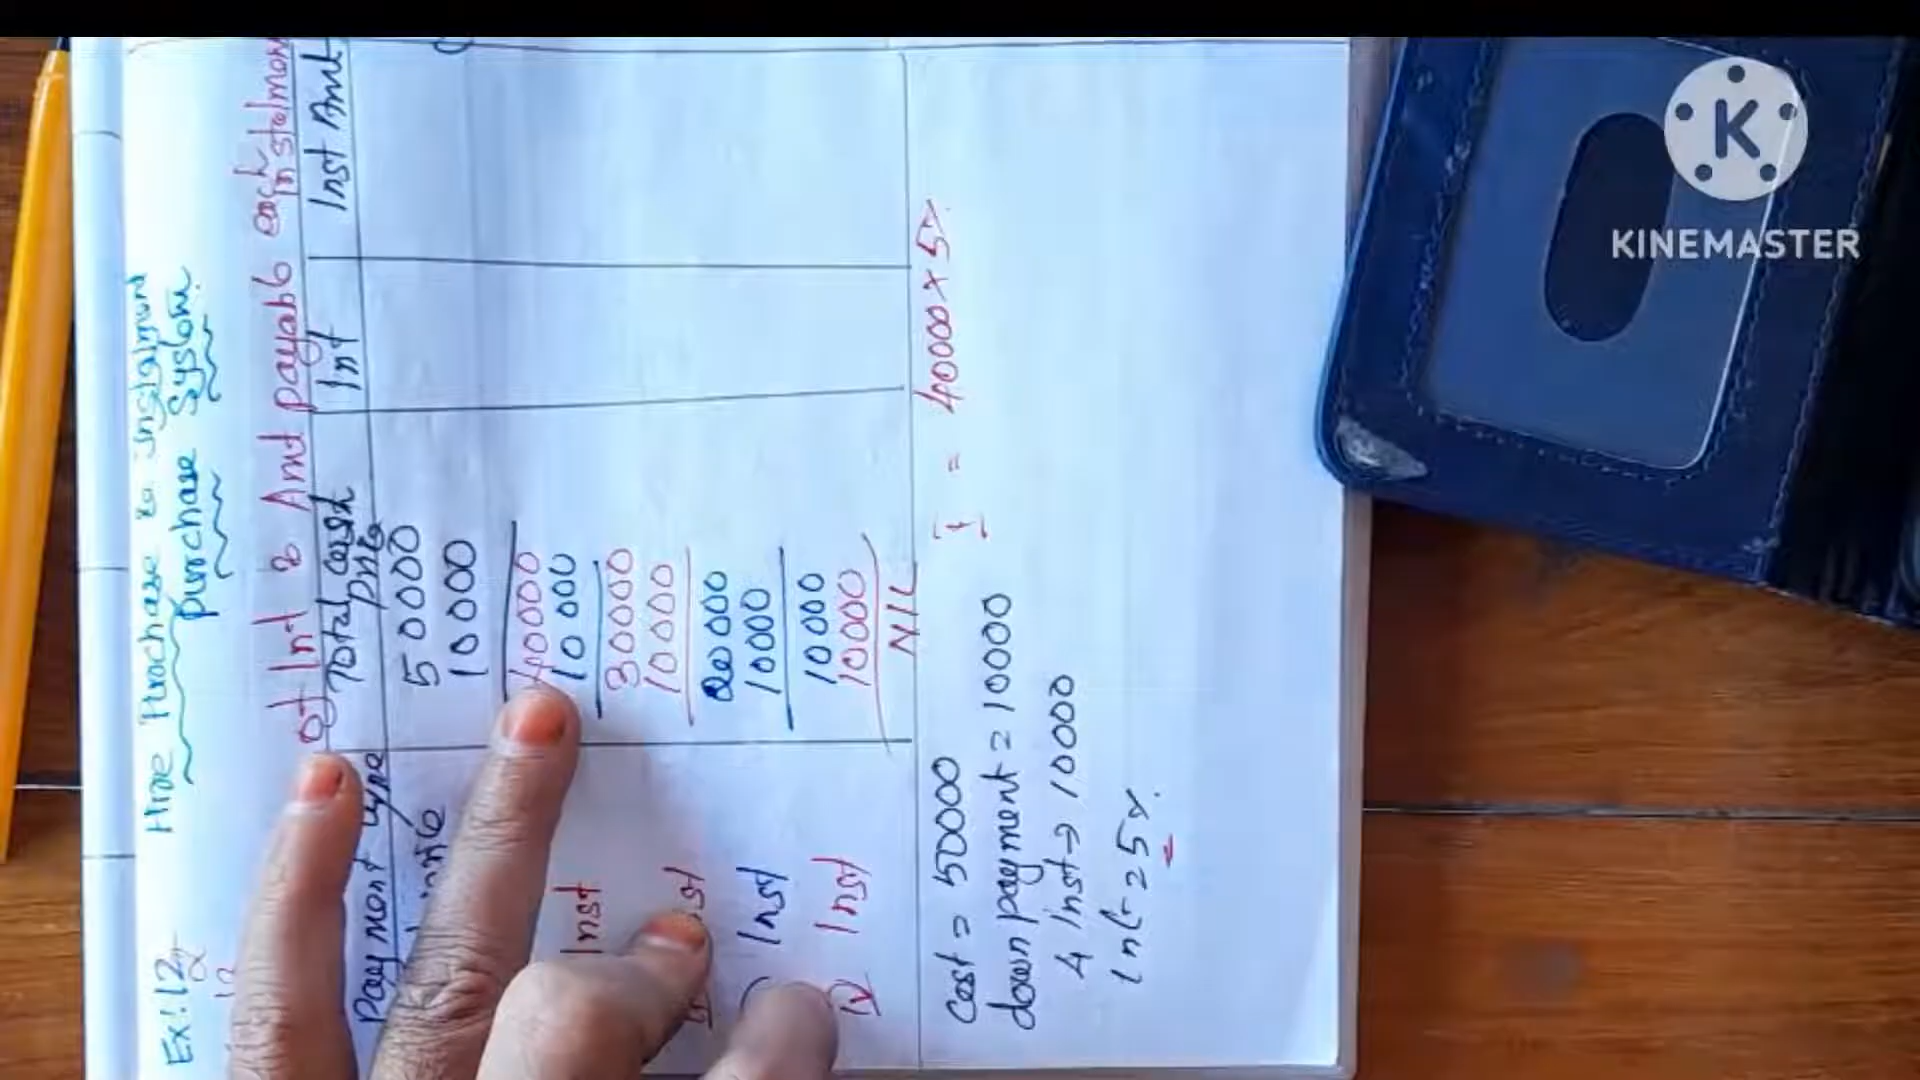 Ex: 12
Hire Purchase & instalment
purchase System.
of Int & Amt payable each
Instalment
Payment type
Total cash
price
Int
Inst Amt
50000
10000
40000
10000
Inst
30000
10000
Inst
20000
10000
Inst
10000
10000
IV Inst
NIL
Cost = 50000
down payment = 10000
4 Inst → 10000
Int = 5%.
I = 40000 x 5%.
K
KINEMASTER